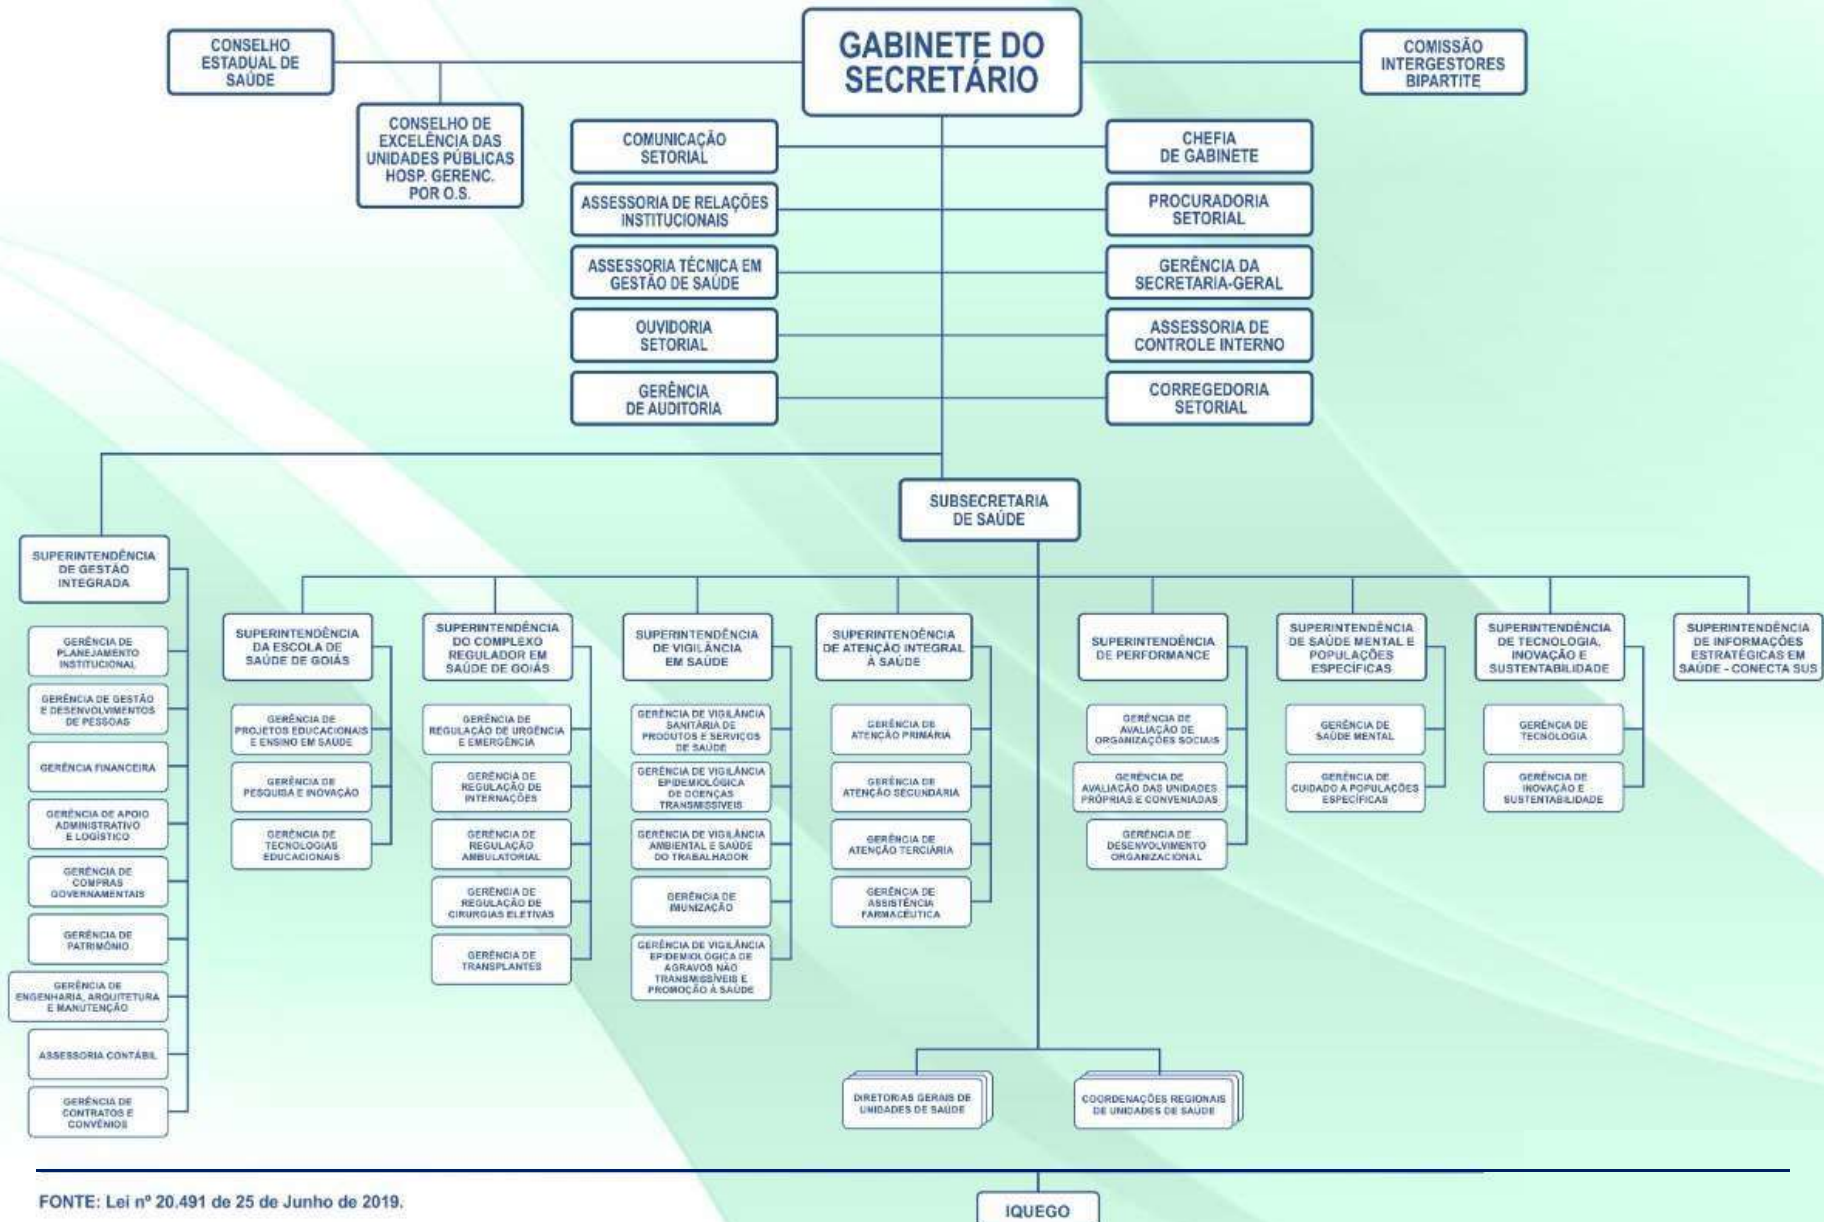 GABINETE DO
SECRETÁRIO
CONSELHO
ESTADUAL DE
SAÚDE
COMISSÃO
INTERGESTORES
BIPARTITE
CONSELHO DE
EXCELÊNCIA DAS
UNIDADES PÚBLICAS
HOSP. GERENC.
POR O.S.
COMUNICAÇÃO
SETORIAL
CHEFIA
DE GABINETE
ASSESSORIA DE RELAÇÕES
INSTITUCIONAIS
PROCURADORIA
SETORIAL
ASSESSORIA TÉCNICA EM
GESTÃO DE SAÚDE
GERÊNCIA DA
SECRETARIA-GERAL
OUVIDORIA
SETORIAL
ASSESSORIA DE
CONTROLE INTERNO
GERÊNCIA
DE AUDITORIA
CORREGEDORIA
SETORIAL
SUBSECRETARIA
DE SAÚDE
SUPERINTENDÊNCIA
DE GESTÃO
INTEGRADA
GERÊNCIA DE
PLANEJAMENTO
INSTITUCIONAL
GERÊNCIA DE GESTÃO
E DESENVOLVIMENTOS
DE PESSOAS
GERÊNCIA FINANCEIRA
GERÊNCIA DE APOIO
ADMINISTRATIVO
E LOGÍSTICO
GERÊNCIA DE
COMPRAS
GOVERNAMENTAIS
GERÊNCIA DE
PATRIMÔNIO
GERÊNCIA DE
ENGENHARIA, ARQUITETURA
E MANUTENÇÃO
ASSESSORIA CONTÁBIL
GERÊNCIA DE
CONTRATOS E
CONVÊNIOS
SUPERINTENDÊNCIA
DA ESCOLA DE
SAÚDE DE GOIÁS
GERÊNCIA DE
PROJETOS EDUCACIONAIS
E ENSINO EM SAÚDE
GERÊNCIA DE
PESQUISA E INOVAÇÃO
GERÊNCIA DE
TECNOLOGIAS
EDUCACIONAIS
SUPERINTENDÊNCIA
DO COMPLEXO
REGULADOR EM
SAÚDE DE GOIÁS
GERÊNCIA DE
REGULAÇÃO DE URGÊNCIA
E EMERGÊNCIA
GERÊNCIA DE
REGULAÇÃO DE
INTERNAÇÕES
GERÊNCIA DE
REGULAÇÃO
AMBULATORIAL
GERÊNCIA DE
REGULAÇÃO DE
CIRURGIAS ELETIVAS
GERÊNCIA DE
TRANSPLANTES
SUPERINTENDÊNCIA
DE VIGILÂNCIA
EM SAÚDE
GERÊNCIA DE VIGILÂNCIA
SANITÁRIA DE
PRODUTOS E SERVIÇOS
DE SAÚDE
GERÊNCIA DE VIGILÂNCIA
EPIDEMIOLÓGICA
DE DOENÇAS
TRANSMISSÍVEIS
GERÊNCIA DE VIGILÂNCIA
AMBIENTAL E SAÚDE
DO TRABALHADOR
GERÊNCIA DE
IMUNIZAÇÃO
GERÊNCIA DE VIGILÂNCIA
EPIDEMIOLÓGICA DE
AGRAVOS NÃO
TRANSMISSÍVEIS E
PROMOÇÃO À SAÚDE
SUPERINTENDÊNCIA
DE ATENÇÃO INTEGRAL
À SAÚDE
GERÊNCIA DE
ATENÇÃO PRIMÁRIA
GERÊNCIA DE
ATENÇÃO SECUNDÁRIA
GERÊNCIA DE
ATENÇÃO TERCIÁRIA
GERÊNCIA DE
ASSISTÊNCIA
FARMACÊUTICA
SUPERINTENDÊNCIA
DE PERFORMANCE
GERÊNCIA DE
AVALIAÇÃO DE
ORGANIZAÇÕES SOCIAIS
GERÊNCIA DE
AVALIAÇÃO DAS UNIDADES
PRÓPRIAS E CONVENIADAS
GERÊNCIA DE
DESENVOLVIMENTO
ORGANIZACIONAL
SUPERINTENDÊNCIA
DE SAÚDE MENTAL E
POPULAÇÕES
ESPECÍFICAS
GERÊNCIA DE
SAÚDE MENTAL
GERÊNCIA DE
CUIDADO A POPULAÇÕES
ESPECÍFICAS
SUPERINTENDÊNCIA
DE TECNOLOGIA,
INOVAÇÃO E
SUSTENTABILIDADE
GERÊNCIA DE
TECNOLOGIA
GERÊNCIA DE
INOVAÇÃO E
SUSTENTABILIDADE
SUPERINTENDÊNCIA
DE INFORMAÇÕES
ESTRATÉGICAS EM
SAÚDE - CONECTA SUS
DIRETORIAS GERAIS DE
UNIDADES DE SAÚDE
COORDENAÇÕES REGIONAIS
DE UNIDADES DE SAÚDE
FONTE: Lei nº 20.491 de 25 de Junho de 2019.
IQUEGO